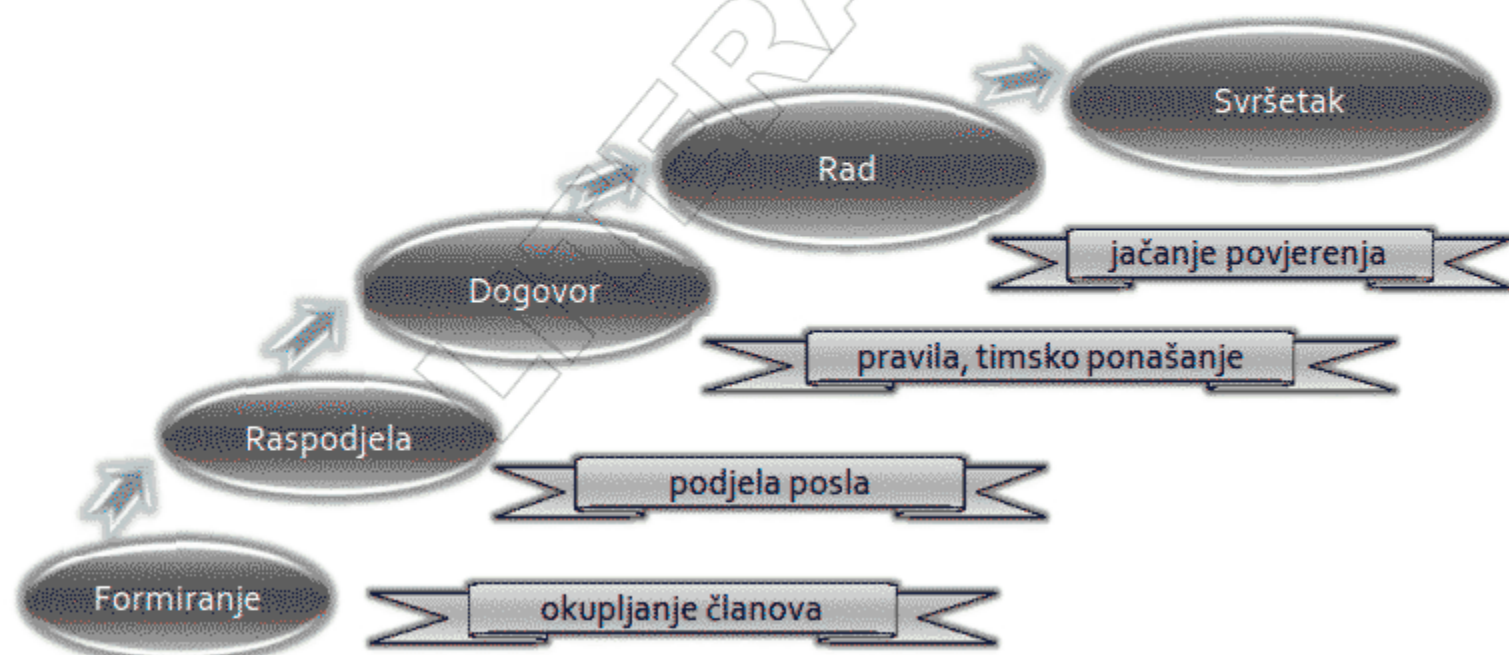 Svršetak
Rad
jačanje povjerenja
Dogovor
pravila, timsko ponašanje
Raspodjela
podjela posla
Formiranje
okupljanje članova